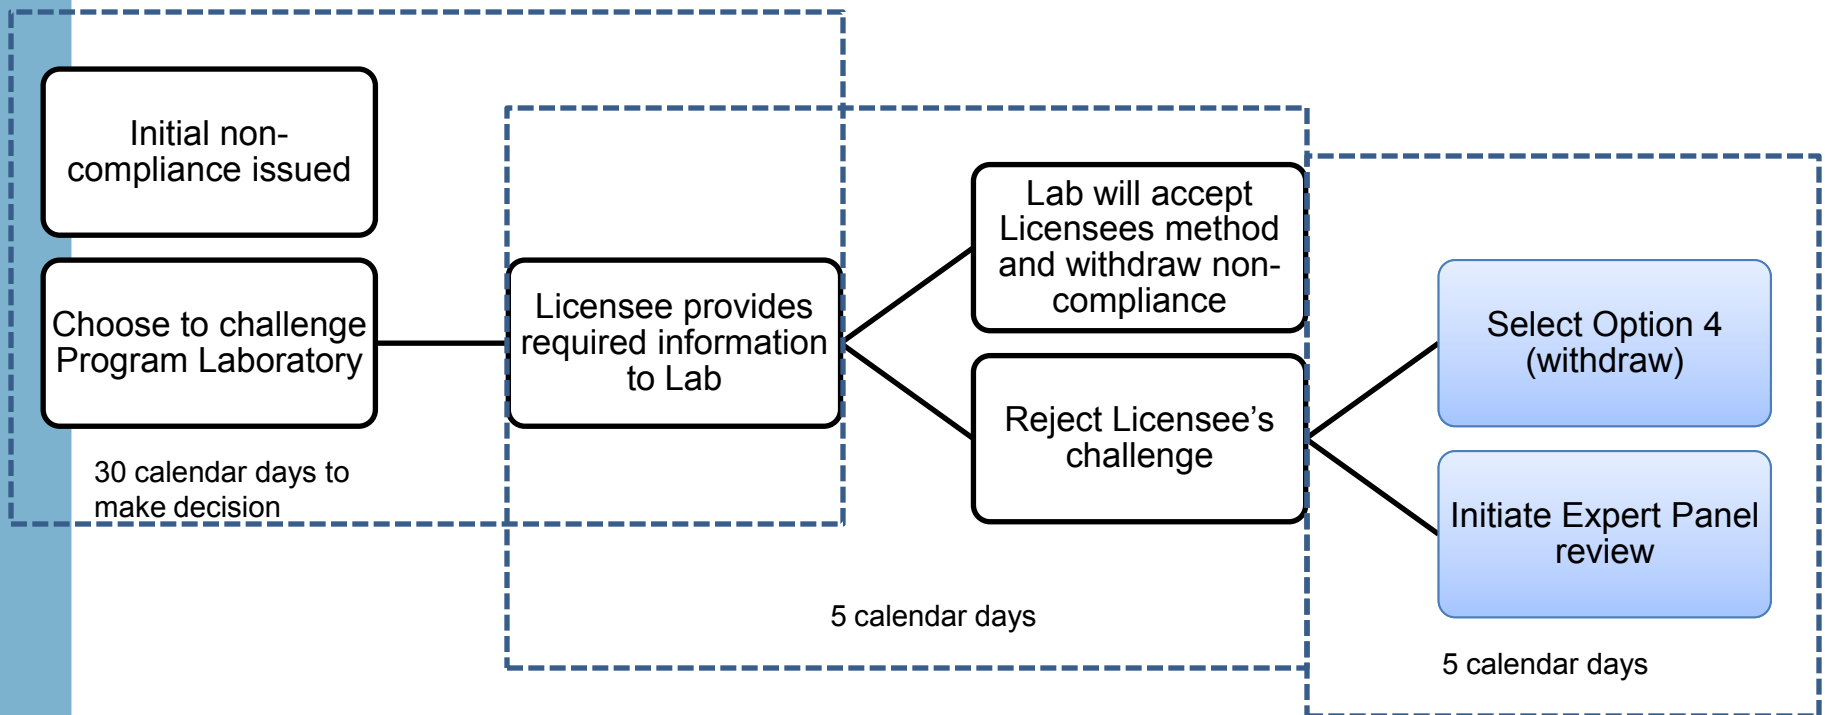 Initial non-
compliance issued
Choose to challenge
Program Laboratory
30 calendar days to
make decision
Licensee provides
required information
to Lab
Lab will accept
Licensees method
and withdraw non-
compliance
Reject Licensee’s
challenge
5 calendar days
Select Option 4
(withdraw)
Initiate Expert Panel
review
5 calendar days